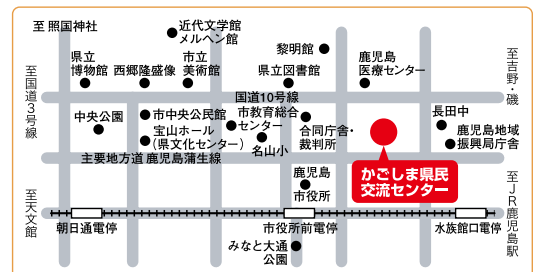 至 照国神社
近代文学館
メルヘン館
黎明館
県立
博物館
西郷隆盛像
市立
美術館
県立図書館
鹿児島
医療センター
至吉野・磯
至国道3号線
国道10号線
中央公園
市中央公民館
宝山ホール
（県文化センター）
市教育総合
センター
名山小
合同庁舎・
裁判所
長田中
鹿児島地域
振興局庁舎
主要地方道 鹿児島蒲生線
かごしま県民
交流センター
鹿児島
市役所
至天文館
至JR鹿児島駅
朝日通電停
市役所前電停
水族館口電停
みなと大通
公園